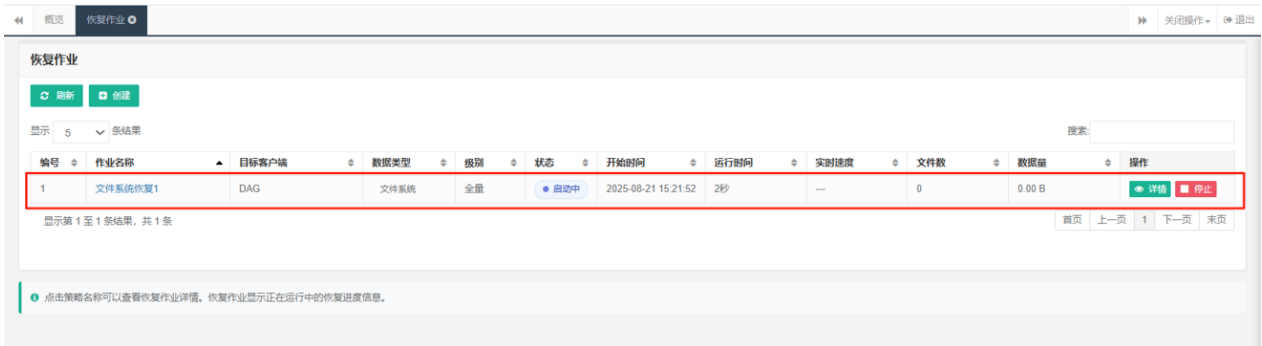 概览 恢复作业 关闭操作 退出
恢复作业
刷新 创建
显示 5 条结果 搜索:
编号 作业名称 目标客户端 数据类型 级别 状态 开始时间 运行时间 实时速度 文件数 数据量 操作
1 文件系统恢复1 DAG 文件系统 全量 启动中 2025-08-21 15:21:52 2秒 --- 0 0.00 B 详情 停止
显示第 1 至 1 条结果，共 1 条 首页 上一页 1 下一页 末页
点击策略名称可以查看恢复作业详情。恢复作业显示正在运行中的恢复进度信息。